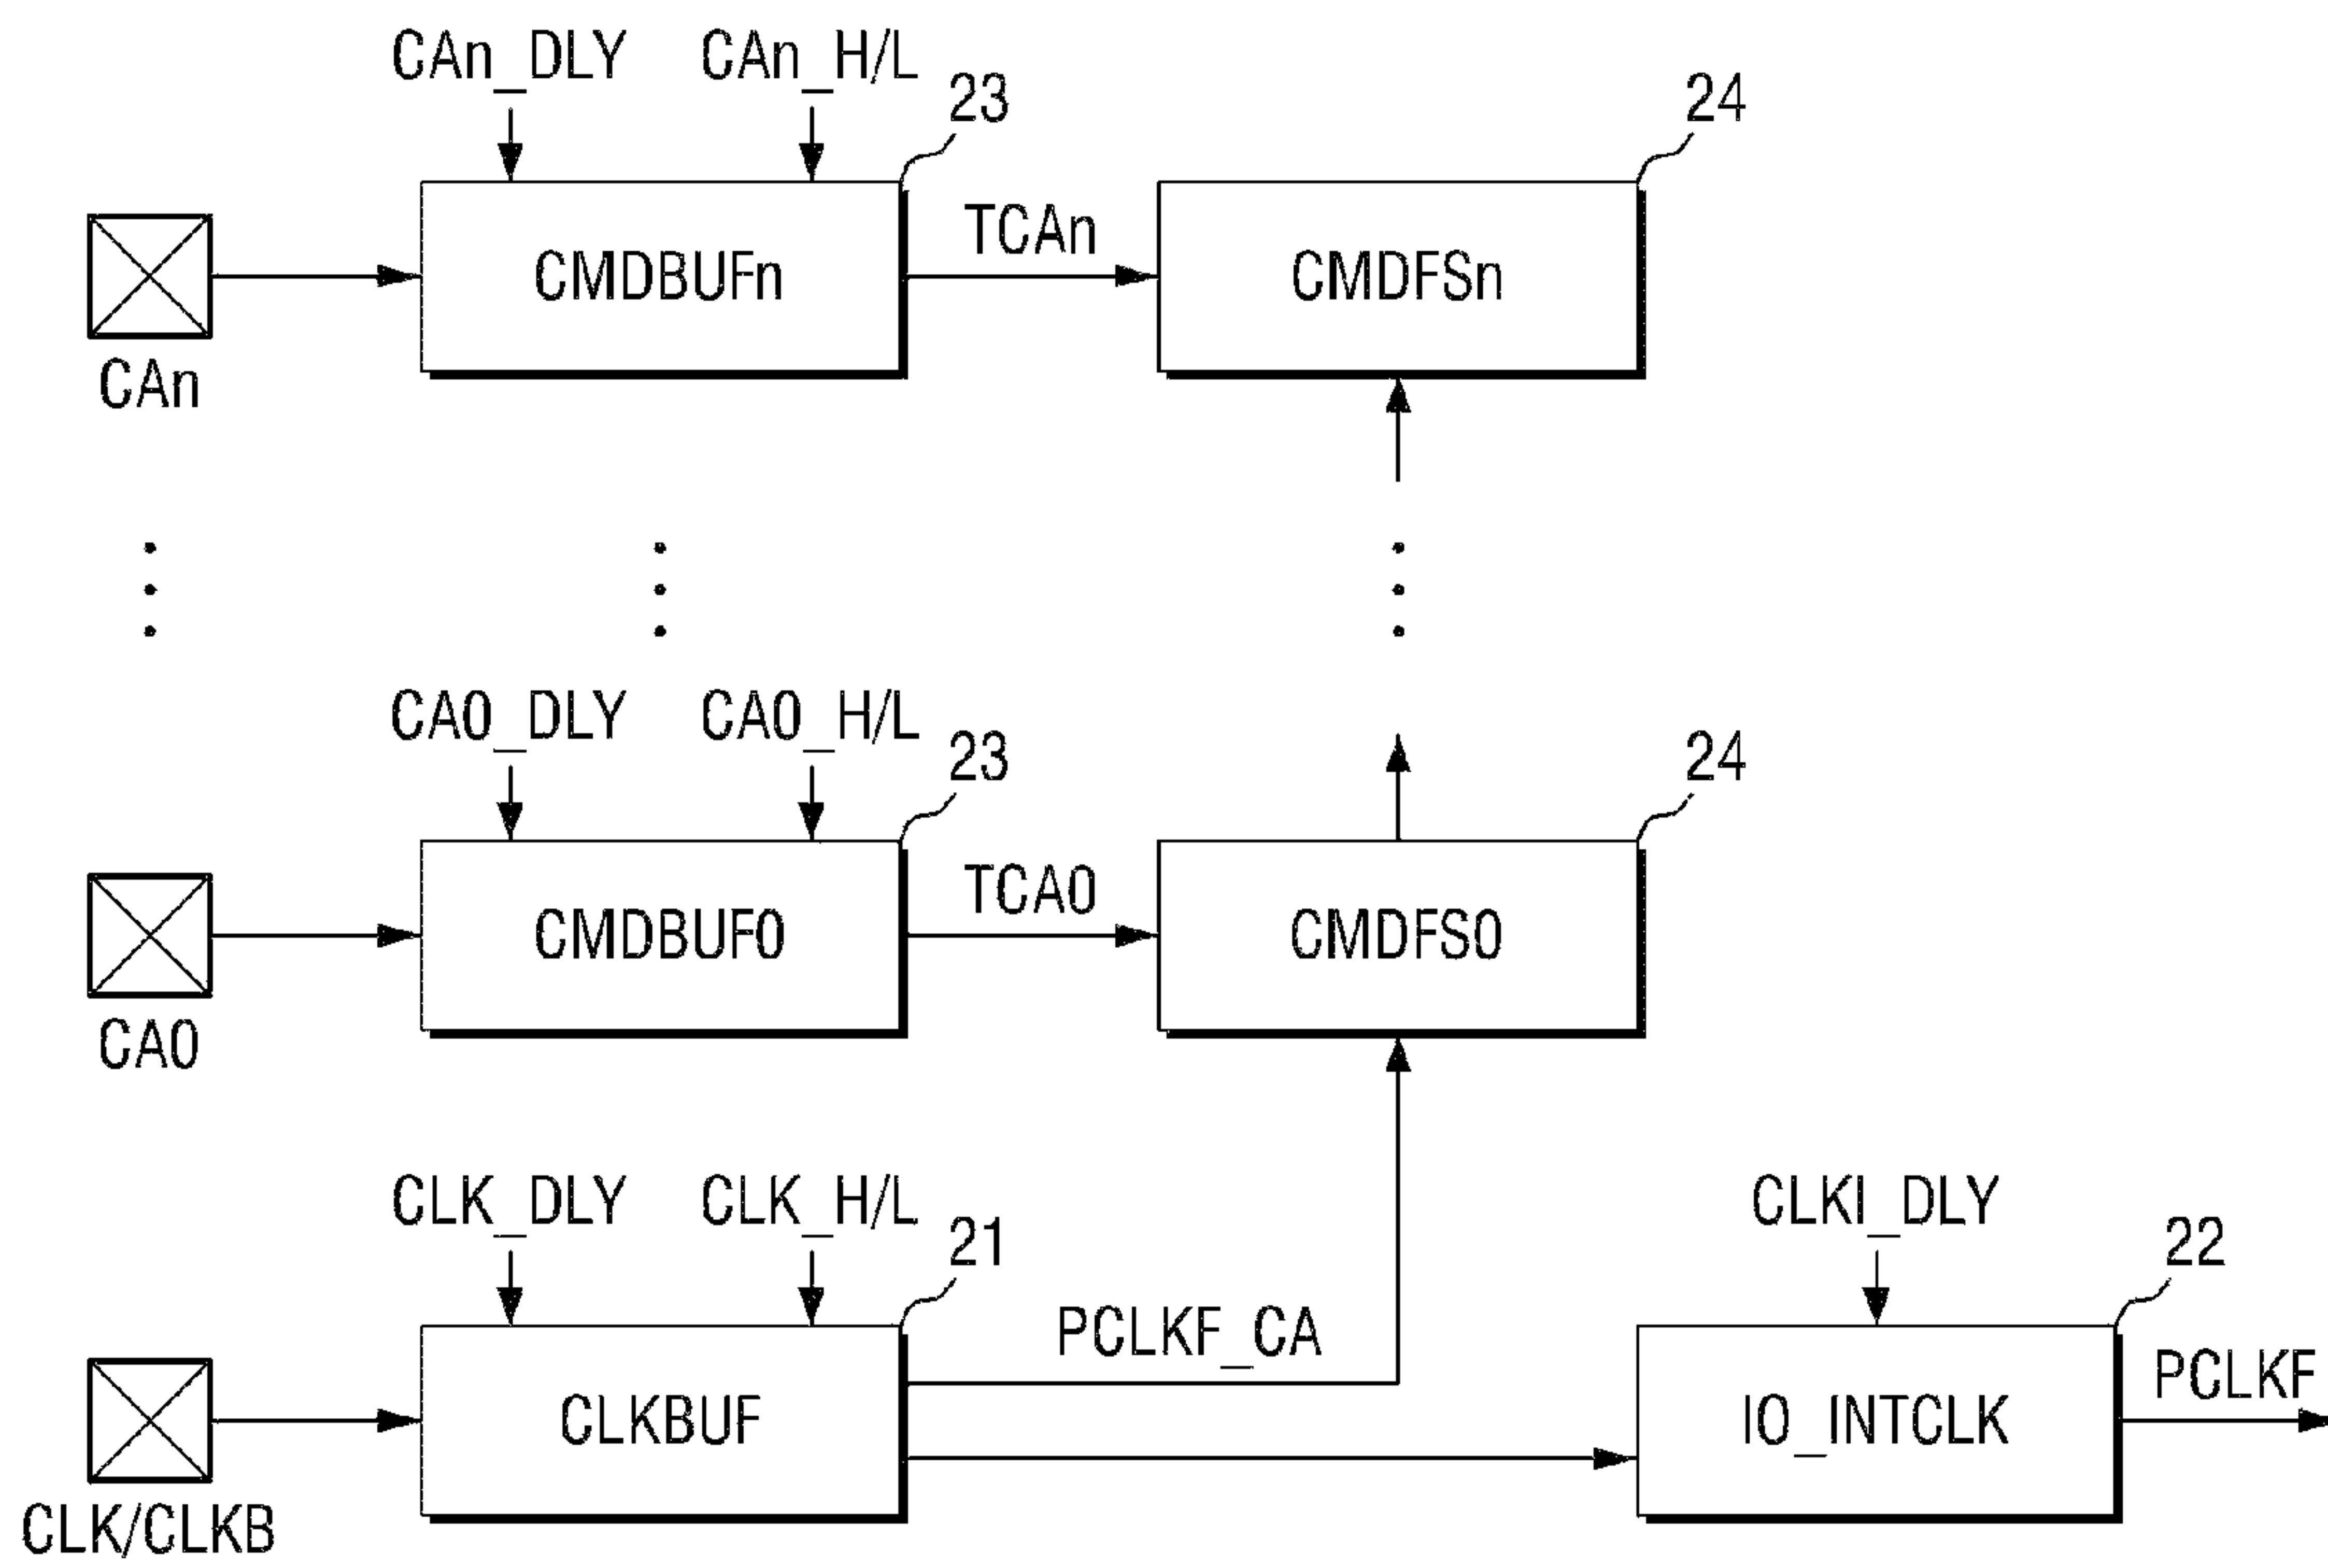 CAn_DLY CAn_H/L
23
24
TCAn
CMDBUFn
CMDFSn
CAn
CA0_DLY CA0_H/L
23
24
TCA0
CMDBUF0
CMDFS0
CA0
CLK_DLY CLK_H/L
21
CLKI_DLY
22
PCLKF_CA
PCLKF
CLKBUF
IO_INTCLK
CLK/CLKB